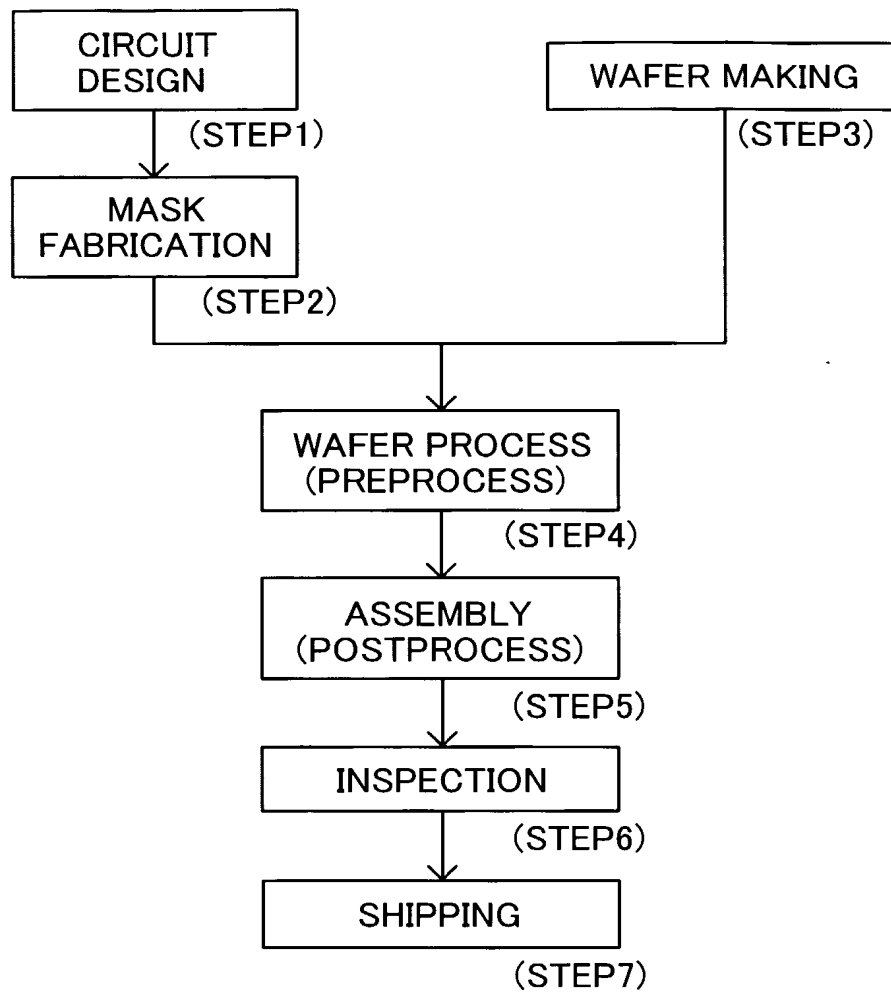 CIRCUIT
DESIGN
(STEP1)
WAFER MAKING
(STEP3)
MASK
FABRICATION
(STEP2)
WAFER PROCESS
(PREPROCESS)
(STEP4)
ASSEMBLY
(POSTPROCESS)
(STEP5)
INSPECTION
(STEP6)
SHIPPING
(STEP7)